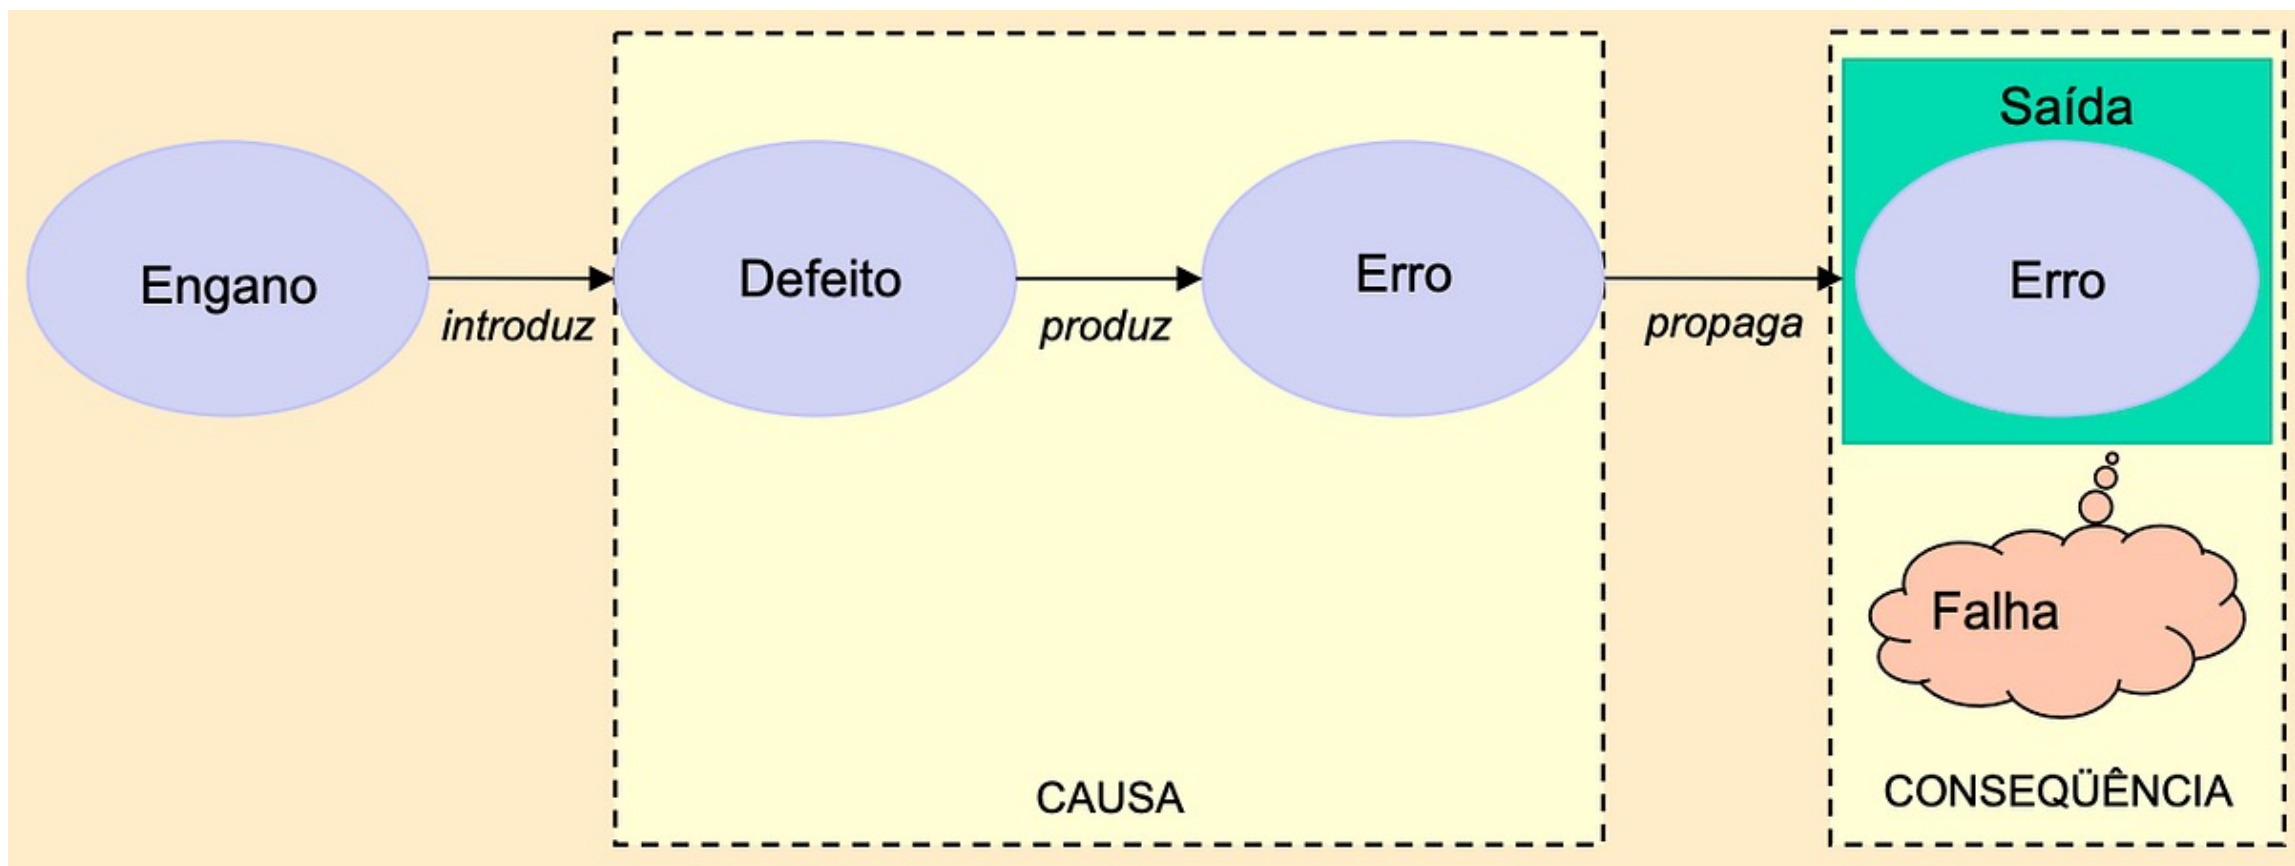 Engano
introduz
Defeito
produz
Erro
propaga
Saída
Erro
Falha
CAUSA
CONSEQÜÊNCIA